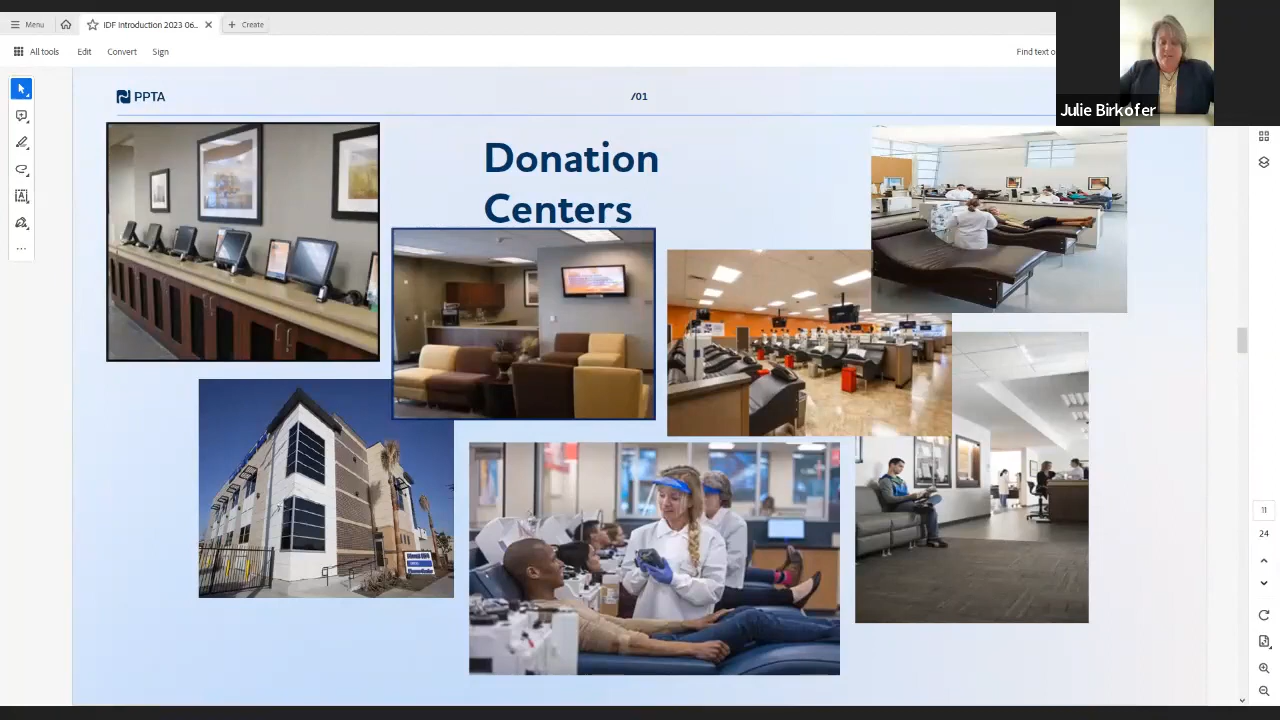 Menu
IDF Introduction 2023 06...
Create
All tools
Edit
Convert
Sign
Find text o
Julie Birkofer
PPTA
/01
Donation
Centers
11
24